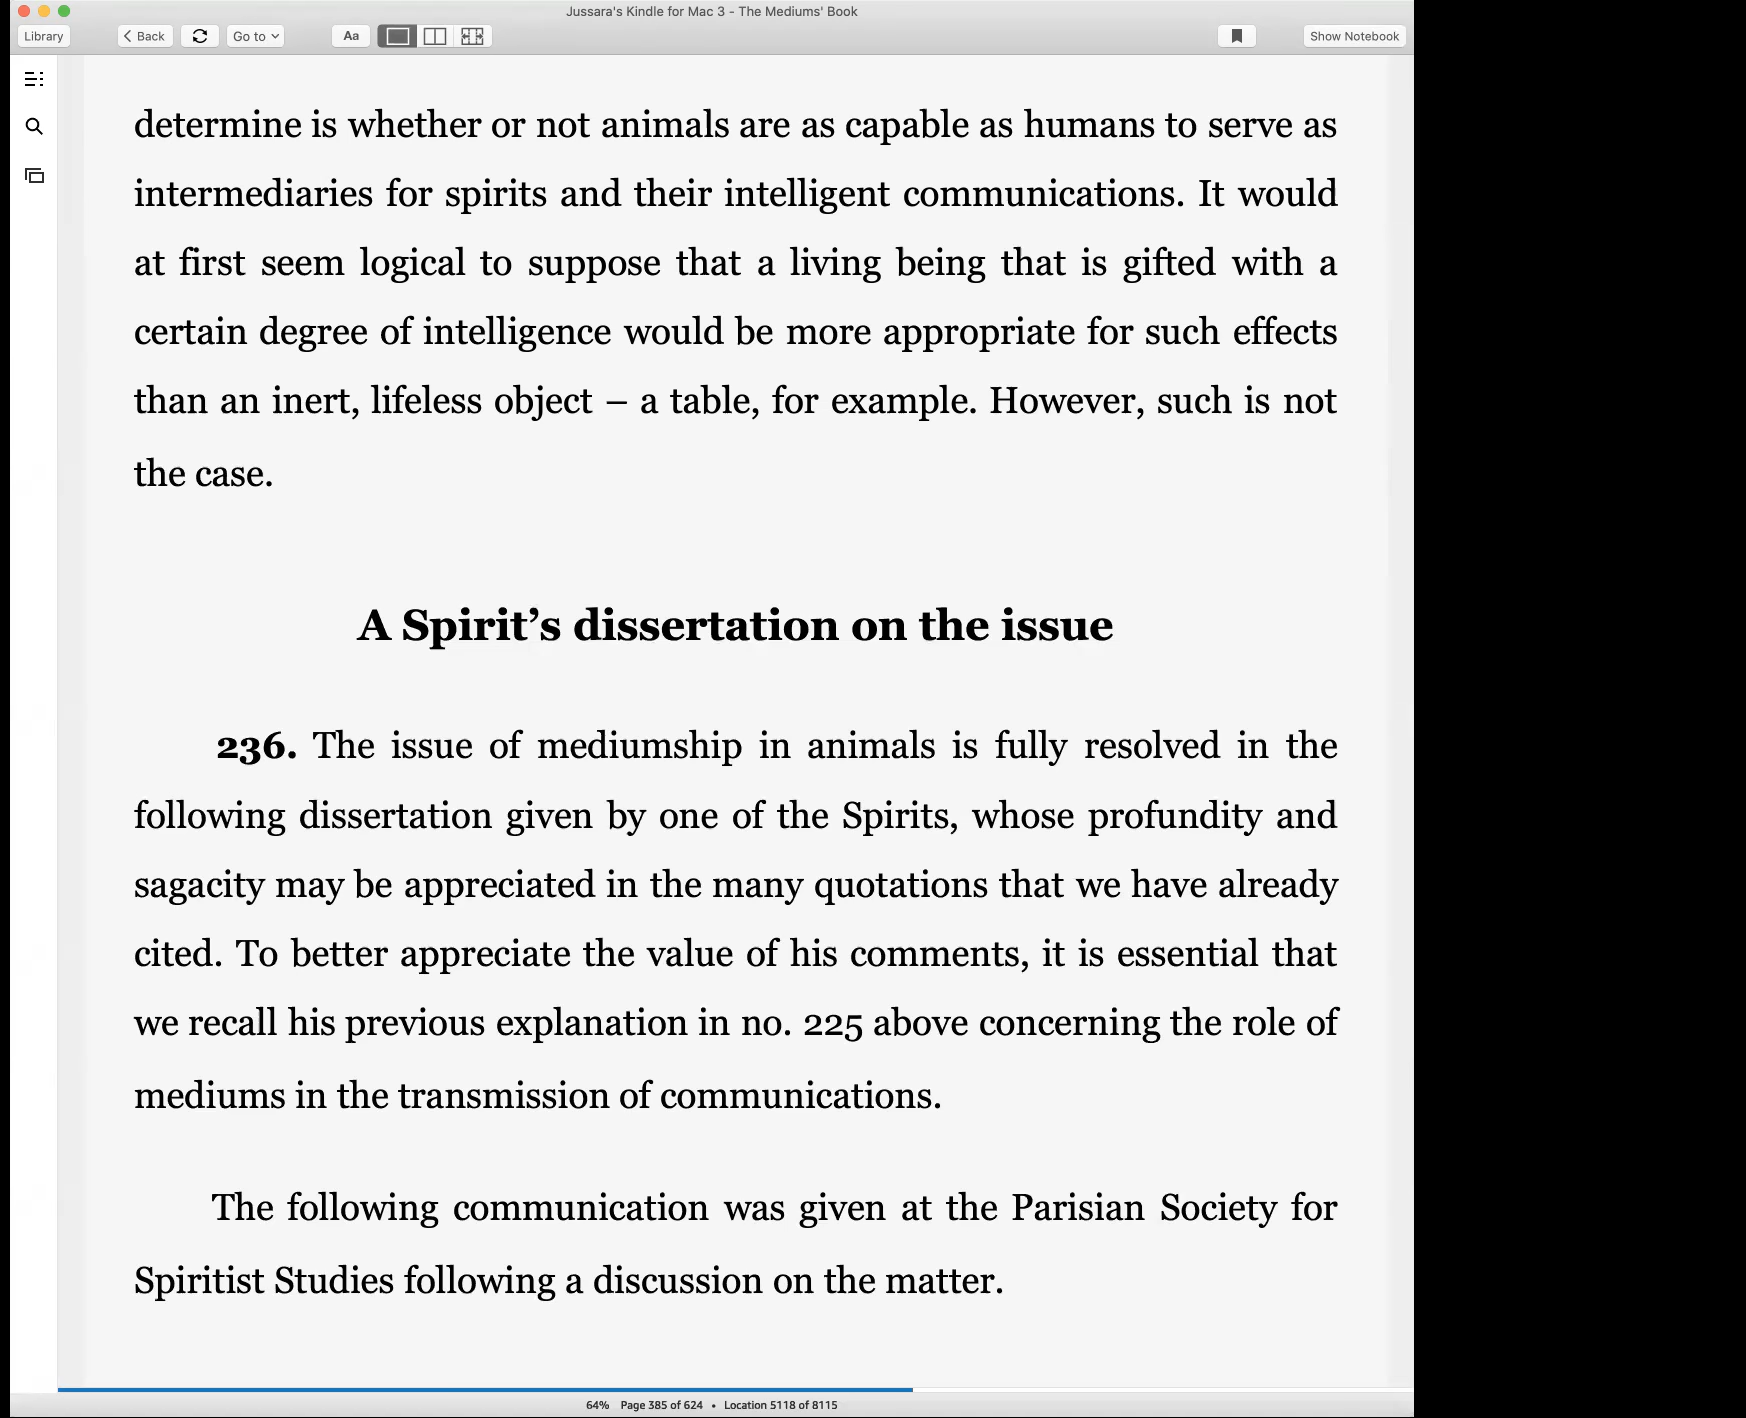 Jussara's Kindle for Mac 3 - The Mediums' Book
Library
Back
Go to
Aa
Show Notebook
determine is whether or not animals are as capable as humans to serve as
intermediaries for spirits and their intelligent communications. It would
at first seem logical to suppose that a living being that is gifted with a
certain degree of intelligence would be more appropriate for such effects
than an inert, lifeless object – a table, for example. However, such is not
the case.
A Spirit’s dissertation on the issue
236. The issue of mediumship in animals is fully resolved in the
following dissertation given by one of the Spirits, whose profundity and
sagacity may be appreciated in the many quotations that we have already
cited. To better appreciate the value of his comments, it is essential that
we recall his previous explanation in no. 225 above concerning the role of
mediums in the transmission of communications.
The following communication was given at the Parisian Society for
Spiritist Studies following a discussion on the matter.
64% Page 385 of 624 • Location 5118 of 8115